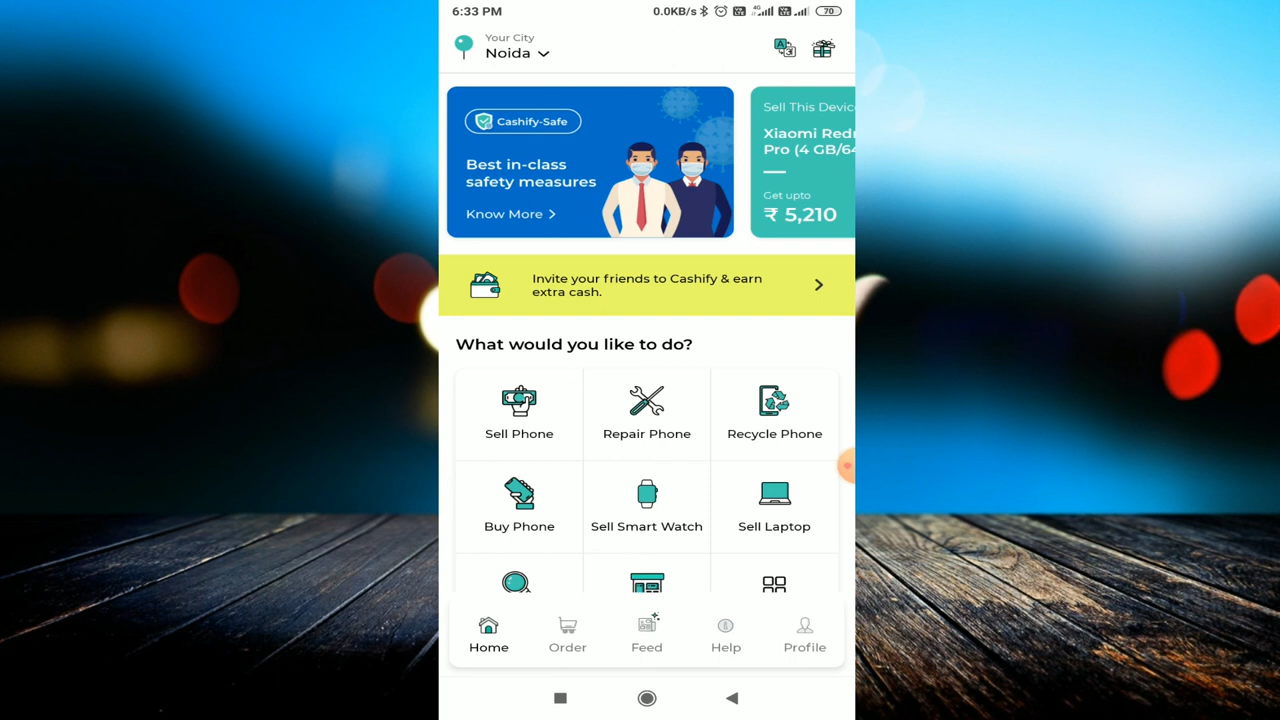 6:33 PM
0.0KB/s
4G
70
Your City
Noida
Cashify-Safe
Best in-class
safety measures
Know More >
Sell This Devic
Xiaomi Red
Pro (4 GB/64
Get upto
₹ 5,210
Invite your friends to Cashify & earn
extra cash.
What would you like to do?
Sell Phone
Repair Phone
Recycle Phone
Buy Phone
Sell Smart Watch
Sell Laptop
Home
Order
Feed
Help
Profile